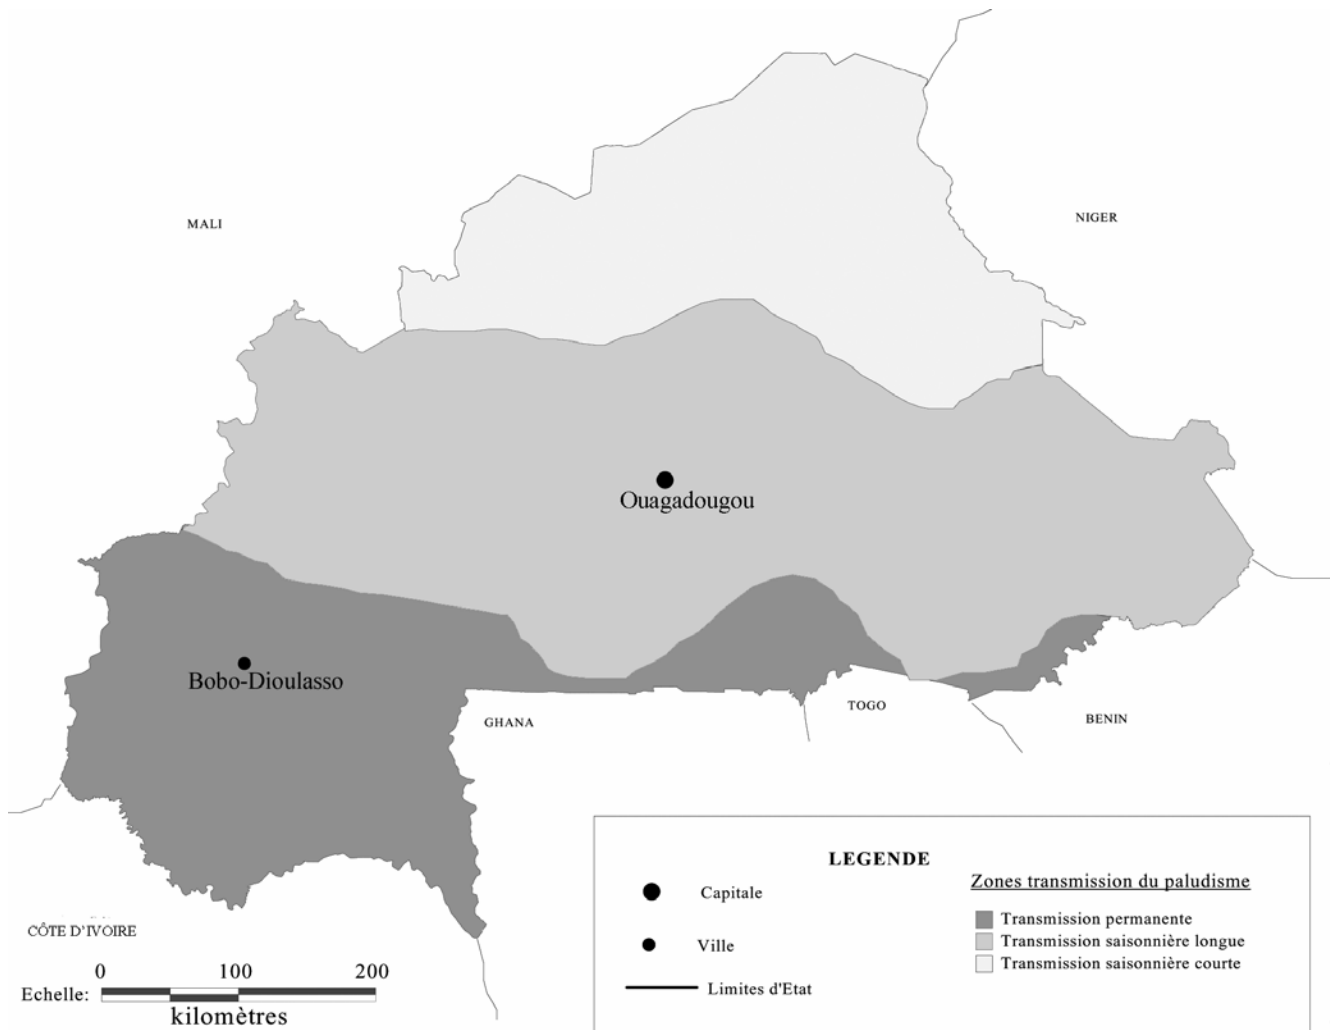 MALI
NIGER
Ouagadougou
Bobo-Dioulasso
GHANA
TOGO
BENIN
CÔTE D'IVOIRE
0 100 200
Echelle:
kilomètres
LEGENDE
Capitale
Ville
Limites d'Etat
Zones transmission du paludisme
Transmission permanente
Transmission saisonnière longue
Transmission saisonnière courte